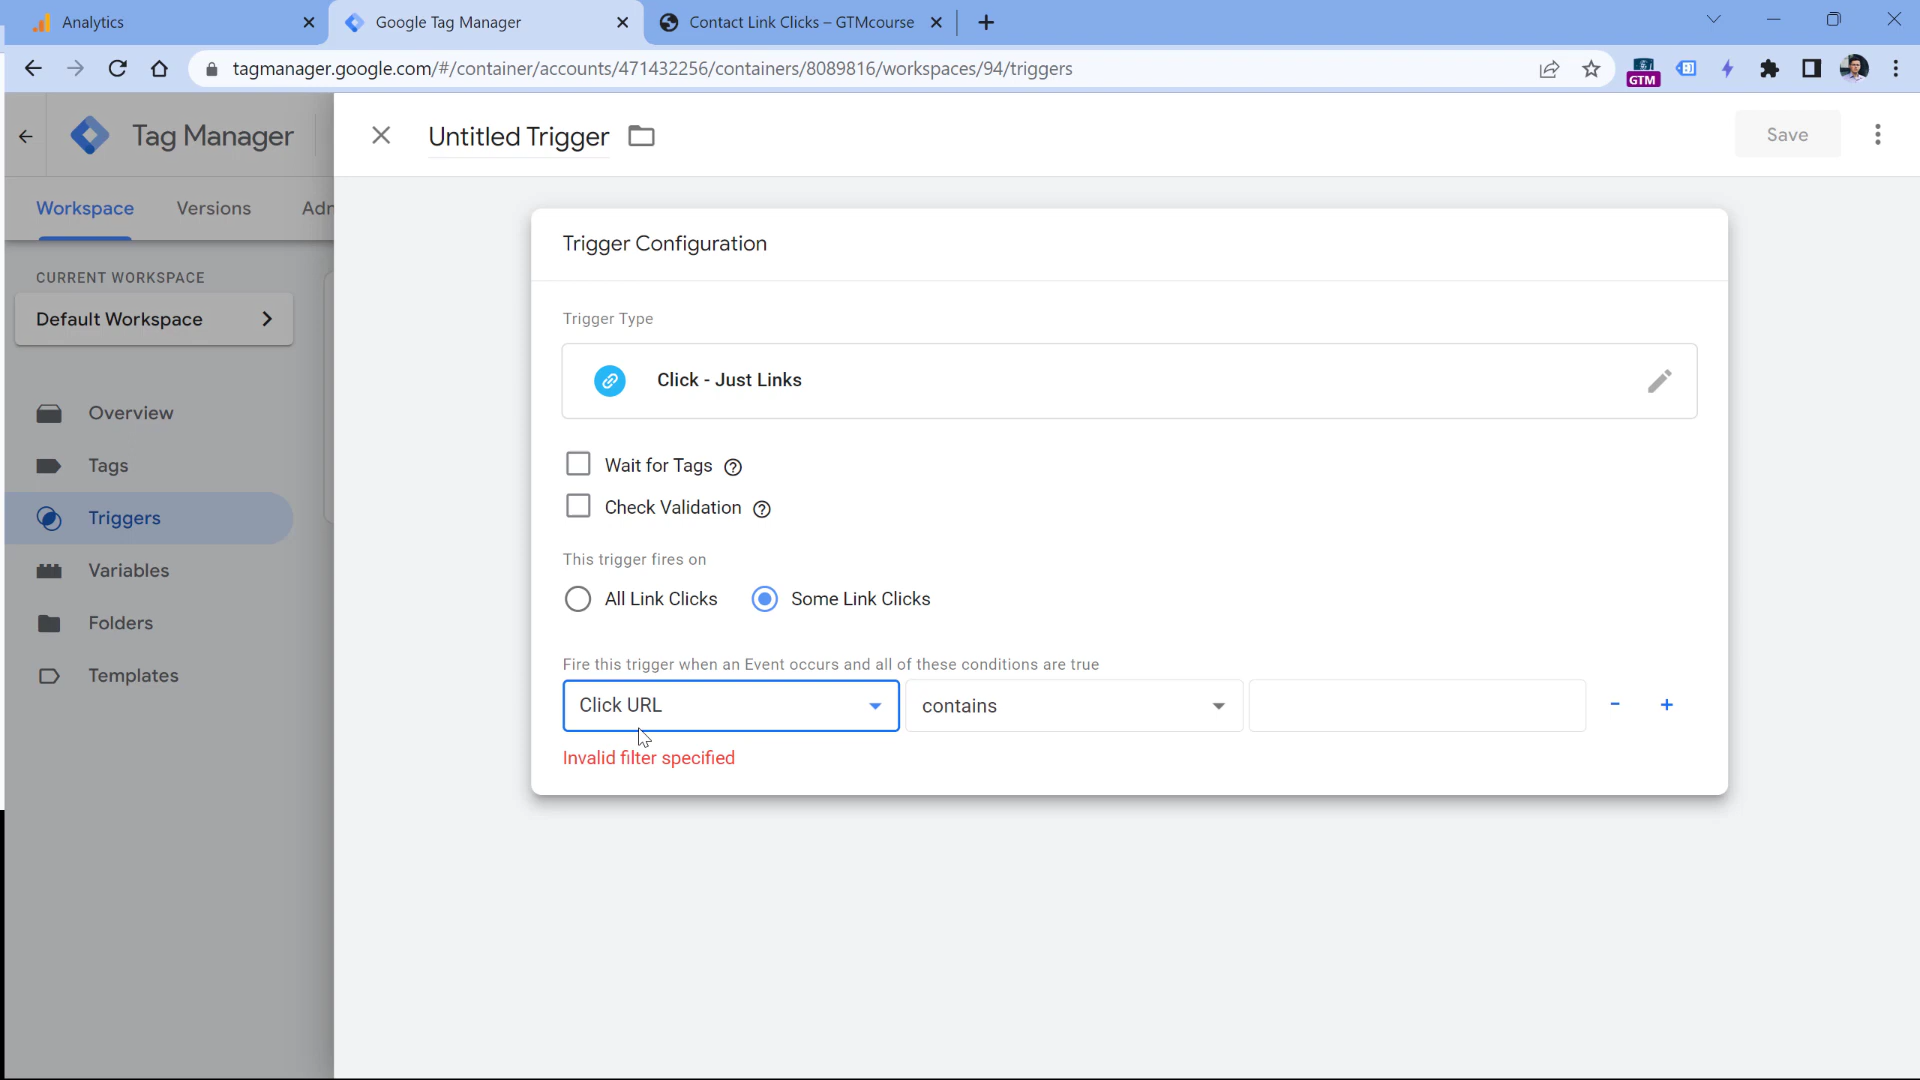 Analytics
Google Tag Manager
Contact Link Clicks – GTMcourse
tagmanager.google.com/#/container/accounts/471432256/containers/8089816/workspaces/94/triggers
GTM
Tag Manager
Untitled Trigger
Save
Workspace Versions Adn
CURRENT WORKSPACE
Default Workspace
Overview
Tags
Triggers
Variables
Folders
Templates
Trigger Configuration
Trigger Type
Click - Just Links
Wait for Tags
Check Validation
This trigger fires on
All Link Clicks Some Link Clicks
Fire this trigger when an Event occurs and all of these conditions are true
Click URL contains - +
Invalid filter specified